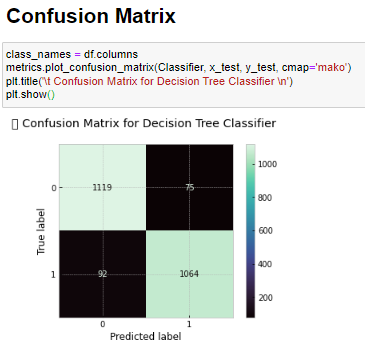 Confusion Matrix
class_names = df.columns
metrics.plot_confusion_matrix(Classifier, x_test, y_test, cmap='mako')
plt.title('\t Confusion Matrix for Decision Tree Classifier \n')
plt.show()
Confusion Matrix for Decision Tree Classifier
1000
800
600
400
200
True label
0
1119
75
1
92
1064
0
1
Predicted label